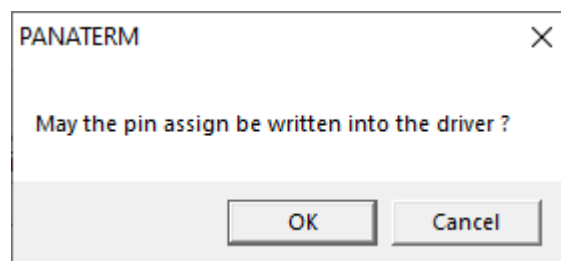 PANATERM
May the pin assign be written into the driver ?
OK
Cancel